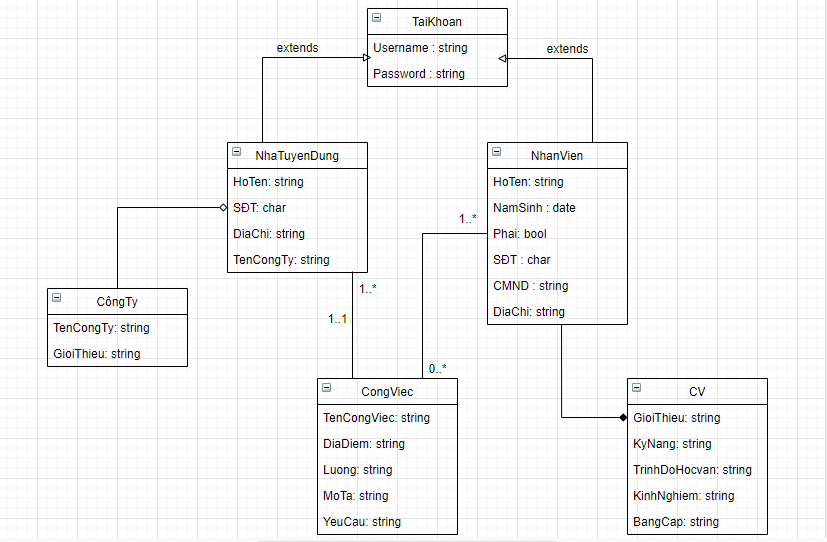 TaiKhoan
Username : string
Password : string
extends
extends
NhaTuyenDung
HoTen: string
SĐT: char
DiaChi: string
TenCongTy: string
NhanVien
HoTen: string
NamSinh : date
Phai: bool
SĐT : char
CMND : string
DiaChi: string
CôngTy
TenCongTy: string
GioiThieu: string
1..*
1..1
1..*
0..*
CongViec
TenCongViec: string
DiaDiem: string
Luong: string
MoTa: string
YeuCau: string
CV
GioiThieu: string
KyNang: string
TrinhDoHocvan: string
KinhNghiem: string
BangCap: string